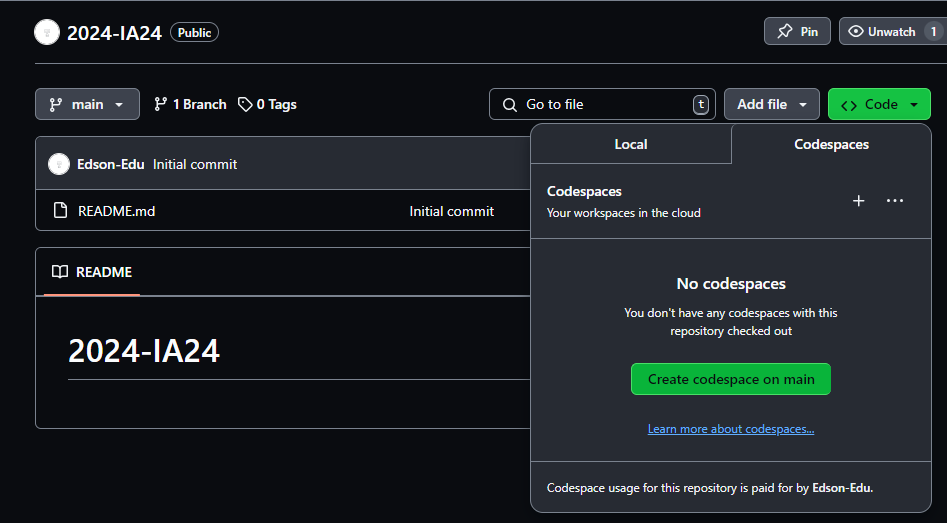 2024-IA24 Public Pin Unwatch 1
main 1 Branch 0 Tags Go to file t Add file Code
Local Codespaces
Edson-Edu Initial commit
README.md Initial commit
Codespaces
Your workspaces in the cloud
README
No codespaces
You don't have any codespaces with this
repository checked out
2024-IA24
Create codespace on main
Learn more about codespaces...
Codespace usage for this repository is paid for by Edson-Edu.